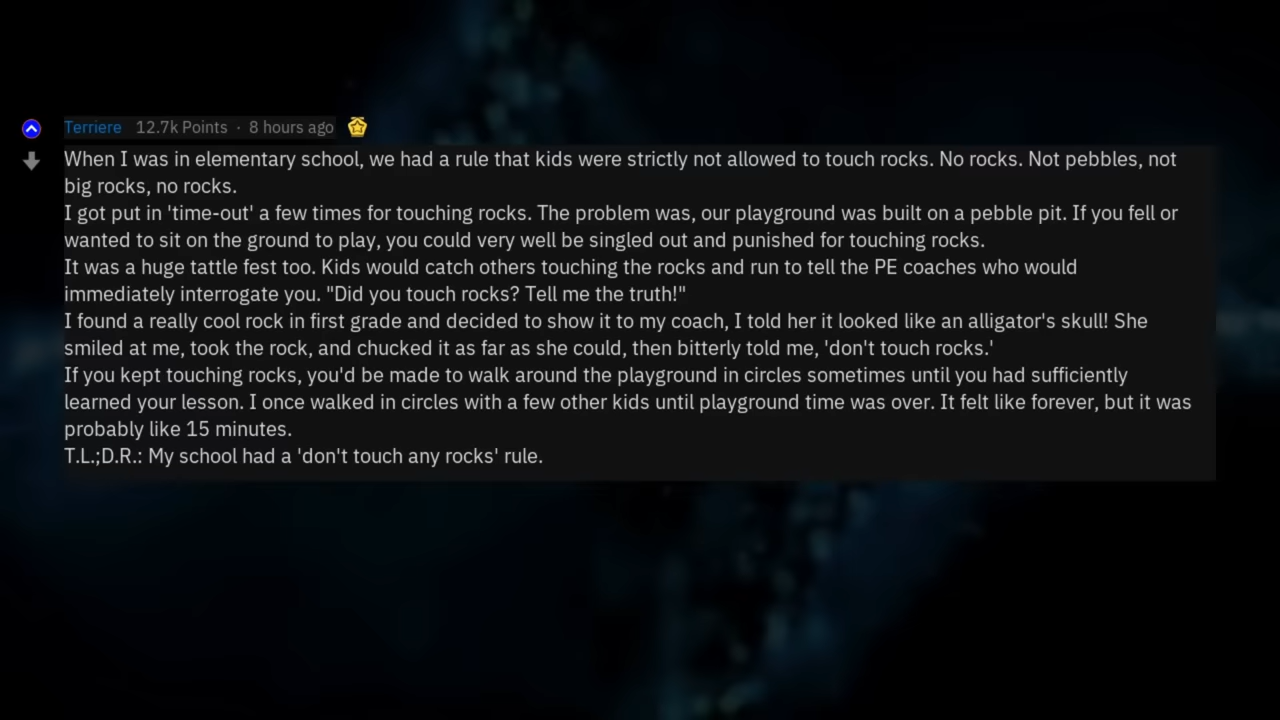 Terriere 12.7k Points · 8 hours ago
When I was in elementary school, we had a rule that kids were strictly not allowed to touch rocks. No rocks. Not pebbles, not
big rocks, no rocks.
I got put in 'time-out' a few times for touching rocks. The problem was, our playground was built on a pebble pit. If you fell or
wanted to sit on the ground to play, you could very well be singled out and punished for touching rocks.
It was a huge tattle fest too. Kids would catch others touching the rocks and run to tell the PE coaches who would
immediately interrogate you. "Did you touch rocks? Tell me the truth!"
I found a really cool rock in first grade and decided to show it to my coach, I told her it looked like an alligator's skull! She
smiled at me, took the rock, and chucked it as far as she could, then bitterly told me, 'don't touch rocks.'
If you kept touching rocks, you'd be made to walk around the playground in circles sometimes until you had sufficiently
learned your lesson. I once walked in circles with a few other kids until playground time was over. It felt like forever, but it was
probably like 15 minutes.
T.L.;D.R.: My school had a 'don't touch any rocks' rule.